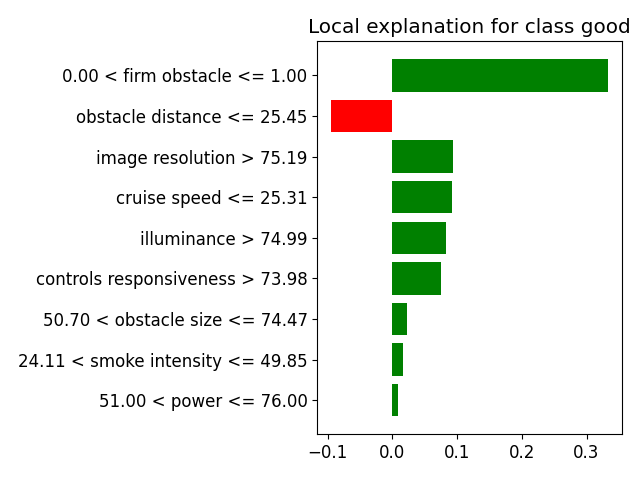 Local explanation for class good
0.00 < firm obstacle <= 1.00
obstacle distance <= 25.45
image resolution > 75.19
cruise speed <= 25.31
illuminance > 74.99
controls responsiveness > 73.98
50.70 < obstacle size <= 74.47
24.11 < smoke intensity <= 49.85
51.00 < power <= 76.00
−0.1 0.0 0.1 0.2 0.3